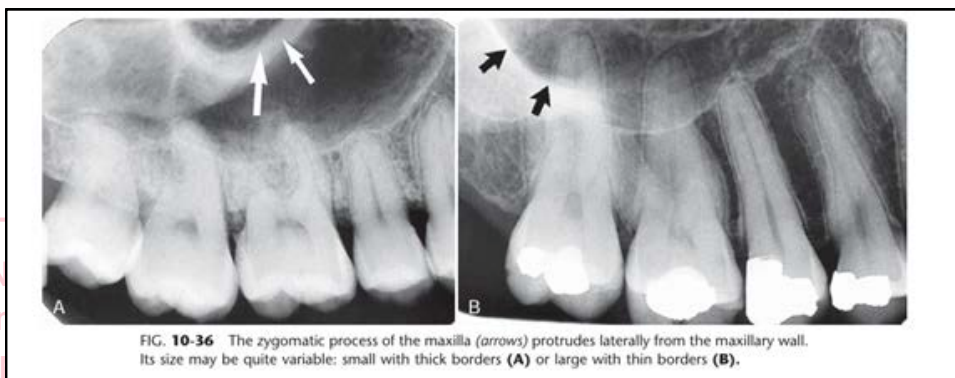 A
B
FIG. 10-36 The zygomatic process of the maxilla (arrows) protrudes laterally from the maxillary wall.
Its size may be quite variable: small with thick borders (A) or large with thin borders (B).